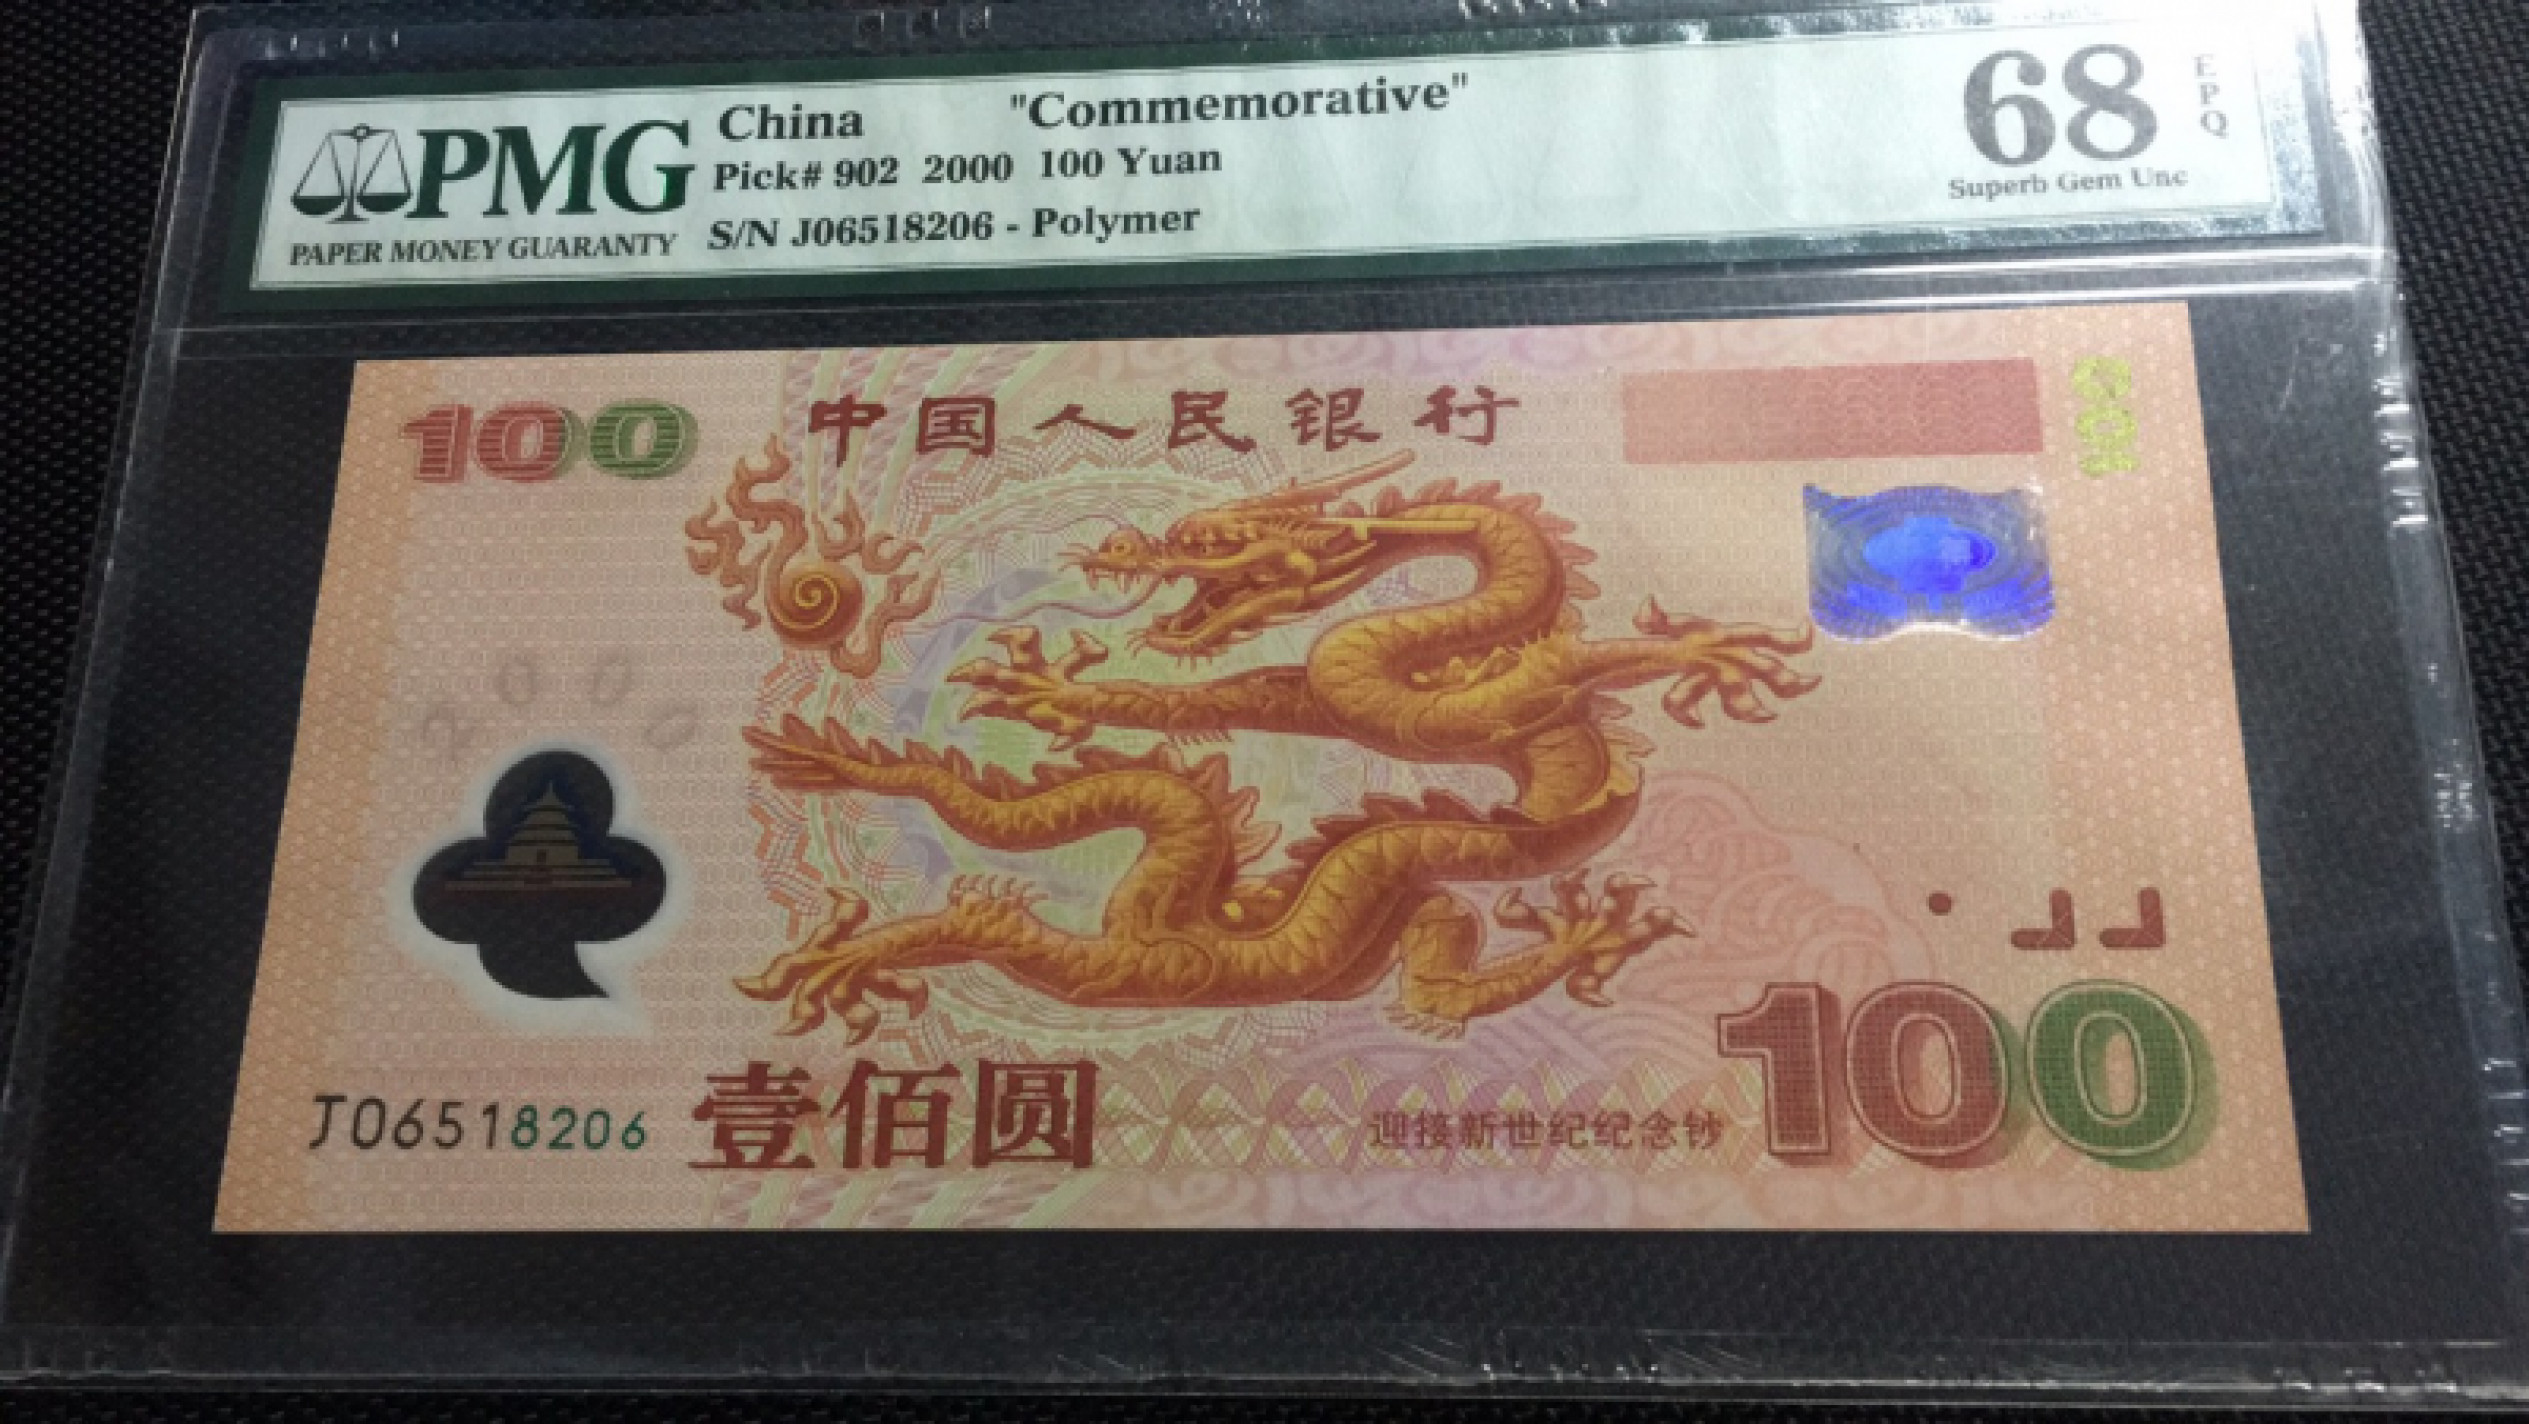 PMG
PAPER MONEY GUARANTY
China "Commemorative"
Pick# 902 2000 100 Yuan
S/N J06518206 - Polymer
68
EPQ
Superb Gem Unc
100
中国人民银行
100
2000
J06518206
壹佰圆
迎接新世纪纪念钞
100